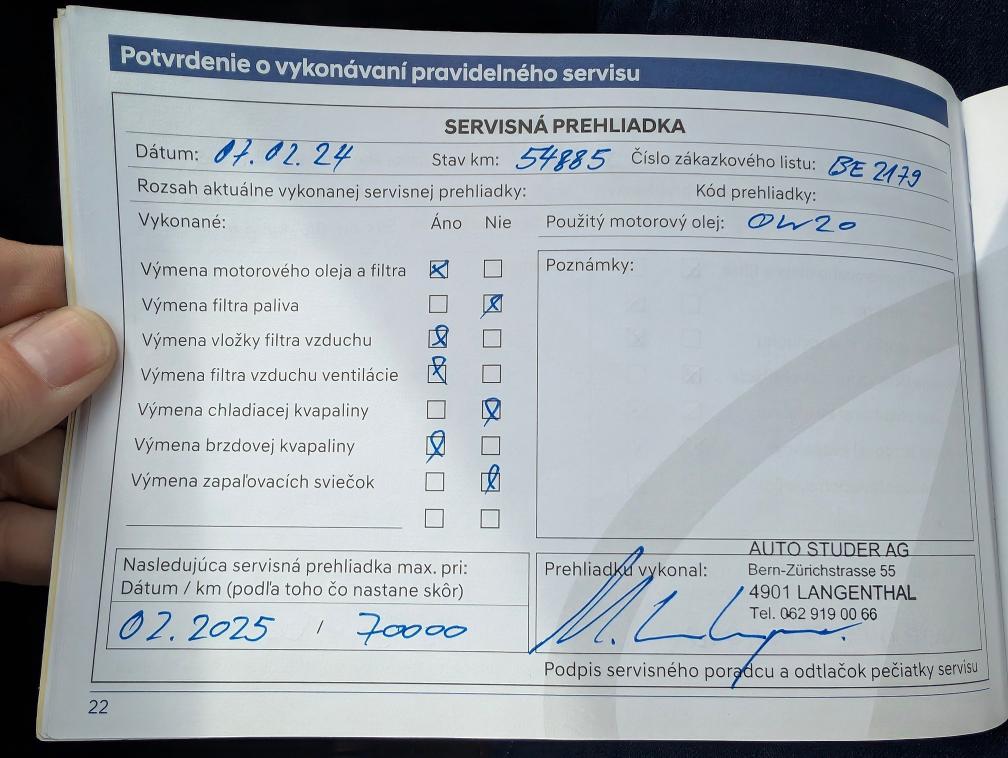 Potvrdenie o vykonávaní pravidelného servisu
SERVISNÁ PREHLIADKA
Dátum: 07.02.24 Stav km: 54885 Číslo zákazkového listu: BE 2179
Rozsah aktuálne vykonanej servisnej prehliadky: Kód prehliadky:
Vykonané: Áno Nie Použitý motorový olej: 0W20
Výmena motorového oleja a filtra
Poznámky:
Výmena filtra paliva
Výmena vložky filtra vzduchu
Výmena filtra vzduchu ventilácie
Výmena chladiacej kvapaliny
Výmena brzdovej kvapaliny
Výmena zapaľovacích sviečok
Nasledujúca servisná prehliadka max. pri:
Dátum / km (podľa toho čo nastane skôr)
02.2025 / 70000
Prehliadku vykonal:
AUTO STUDER AG
Bern-Zürichstrasse 55
4901 LANGENTHAL
Tel. 062 919 00 66
Podpis servisného poradcu a odtlačok pečiatky servisu
22